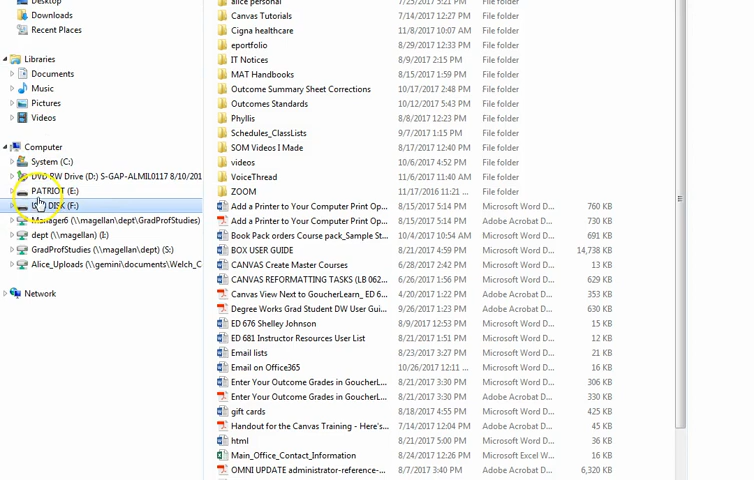 Desktop
Downloads
Recent Places
Libraries
Documents
Music
Pictures
Videos
Computer
System (C:)
DVD RW Drive (D:) S-GAP-ALMIL0117 8/10/201
PATRIOT (E:)
DISK (F:)
Manager6 (\\magellan\dept\GradProfStudies)
dept (\\magellan) (I:)
GradProfStudies (\\magellan\dept) (S:)
Alice_Uploads (\\gemini\documents\Welch_C
Network
alice personal 7/25/2017 5:21 PM File folder
Canvas Tutorials 7/14/2017 12:27 PM File folder
Cigna healthcare 11/8/2017 10:07 AM File folder
eportfolio 8/29/2017 12:33 PM File folder
IT Notices 8/9/2017 2:15 PM File folder
MAT Handbooks 8/15/2017 1:59 PM File folder
Outcome Summary Sheet Corrections 10/17/2017 2:48 PM File folder
Outcomes Standards 10/12/2017 5:43 PM File folder
Phyllis 8/8/2017 12:23 PM File folder
Schedules_ClassLists 9/7/2017 1:15 PM File folder
SOM Videos I Made 8/30/2017 1:17 PM File folder
videos 10/6/2017 4:52 PM File folder
VoiceThread 11/6/2017 11:40 AM File folder
ZOOM 11/17/2016 11:21 AM File folder
Add a Printer to Your Computer Print Op... 8/15/2017 5:14 PM Microsoft Word D... 760 KB
Add a Printer to Your Computer Print Op... 8/15/2017 5:14 PM Adobe Acrobat D... 730 KB
Book Parts Orders Course pack_Sample St... 10/4/2017 10:54 AM Microsoft Word D... 691 KB
BOX USER GUIDE 8/9/2017 2:33 PM Microsoft Word D... 14,738 KB
CANVAS Create Master Courses 6/28/2017 2:42 PM Microsoft Word D... 13 KB
CANVAS REFORMATTING TASKS (LB 062... 6/26/2017 1:56 PM Microsoft Word D... 629 KB
Canvas View Next to GoucherLearn_ ED 6... 4/20/2017 1:22 PM Adobe Acrobat D... 353 KB
Degree Works Grad Student DW User Gui... 8/9/2017 1:23 PM Adobe Acrobat D... 630 KB
ED 676 Shelley Johnson 8/9/2017 12:53 PM Microsoft Word D... 15 KB
ED 681 Instructor Resources User List 8/21/2017 1:51 PM Microsoft Word D... 12 KB
Email lists 8/23/2017 3:27 PM Microsoft Word D... 21 KB
Email on Office365 10/26/2017 12:11 ... Microsoft Word D... 16 KB
Enter Your Outcome Grades in GoucherL... 8/21/2017 3:30 PM Microsoft Word D... 306 KB
Enter Your Outcome Grades in GoucherL... 8/21/2017 3:30 PM Adobe Acrobat D... 330 KB
gift cards 8/18/2017 4:55 PM Microsoft Word D... 425 KB
Handout for the Canvas Training - Here's... 7/14/2017 12:04 PM Adobe Acrobat D... 160 KB
html 8/21/2017 5:00 PM Microsoft Word D... 36 KB
Main_Office_Contact_Information 8/24/2017 12:26 PM Microsoft Excel W... 16 KB
OMNI UPDATE administrator-reference-... 8/7/2017 3:40 PM Adobe Acrobat D... 6,320 KB